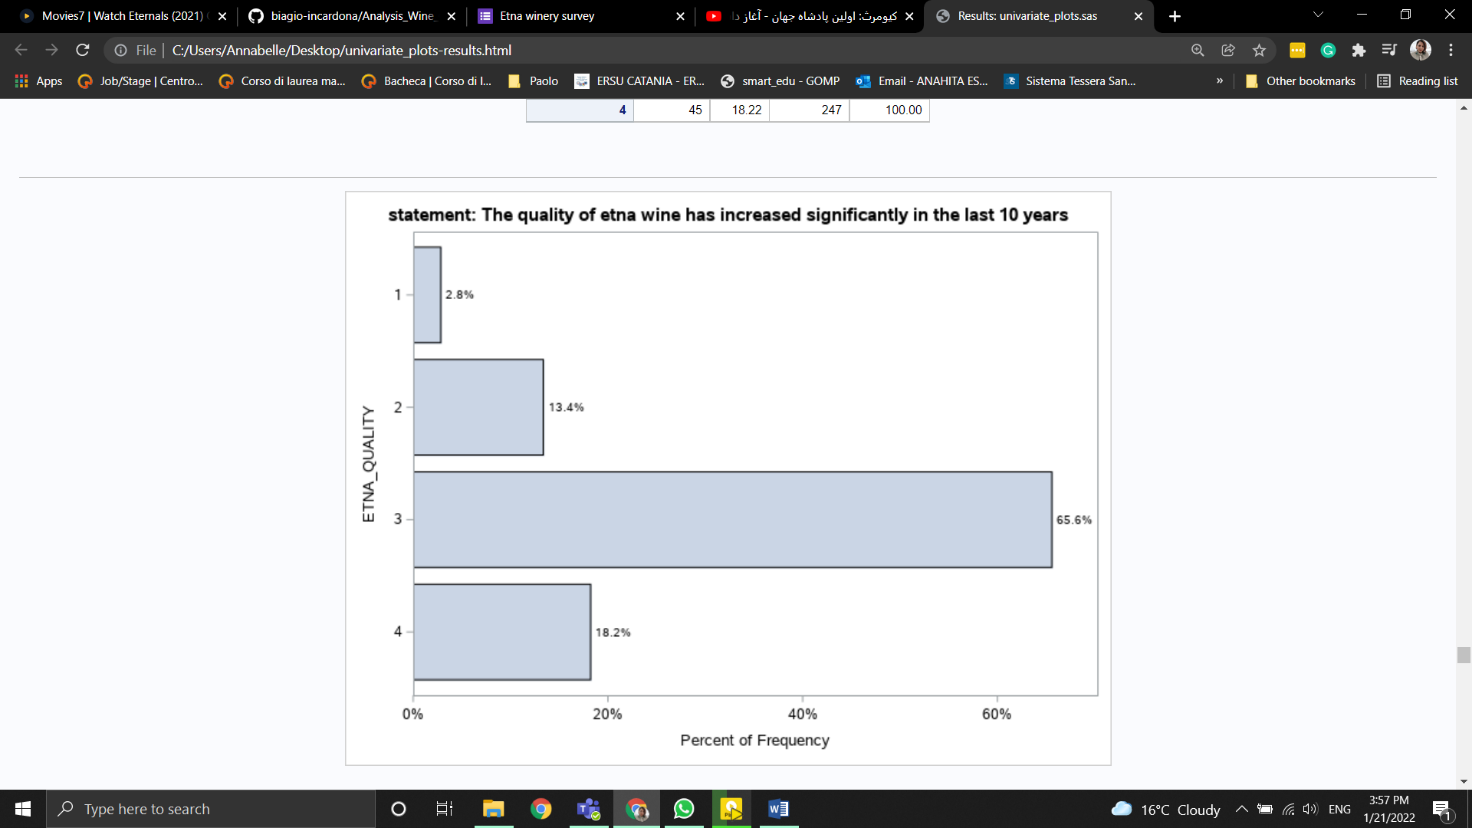 Movies7 | Watch Eternals (2021)
biagio-incardona/Analysis_Wine_
Etna winery survey
کیومرث: اولین پادشاه جهان - آغاز دا
Results: univariate_plots.sas
File | C:/Users/Annabelle/Desktop/univariate_plots-results.html
Apps
Job/Stage | Centro...
Corso di laurea ma...
Bacheca | Corso di l...
Paolo
ERSU CATANIA - ER...
smart_edu - GOMP
Email - ANAHITA ES...
Sistema Tessera San...
»
Other bookmarks
Reading list
4 45 18.22 247 100.00
statement: The quality of etna wine has increased significantly in the last 10 years
ETNA_QUALITY
1 2.8%
2 13.4%
3 65.6%
4 18.2%
0% 20% 40% 60%
Percent of Frequency
Type here to search
16°C Cloudy
ENG
3:57 PM
1/21/2022
1